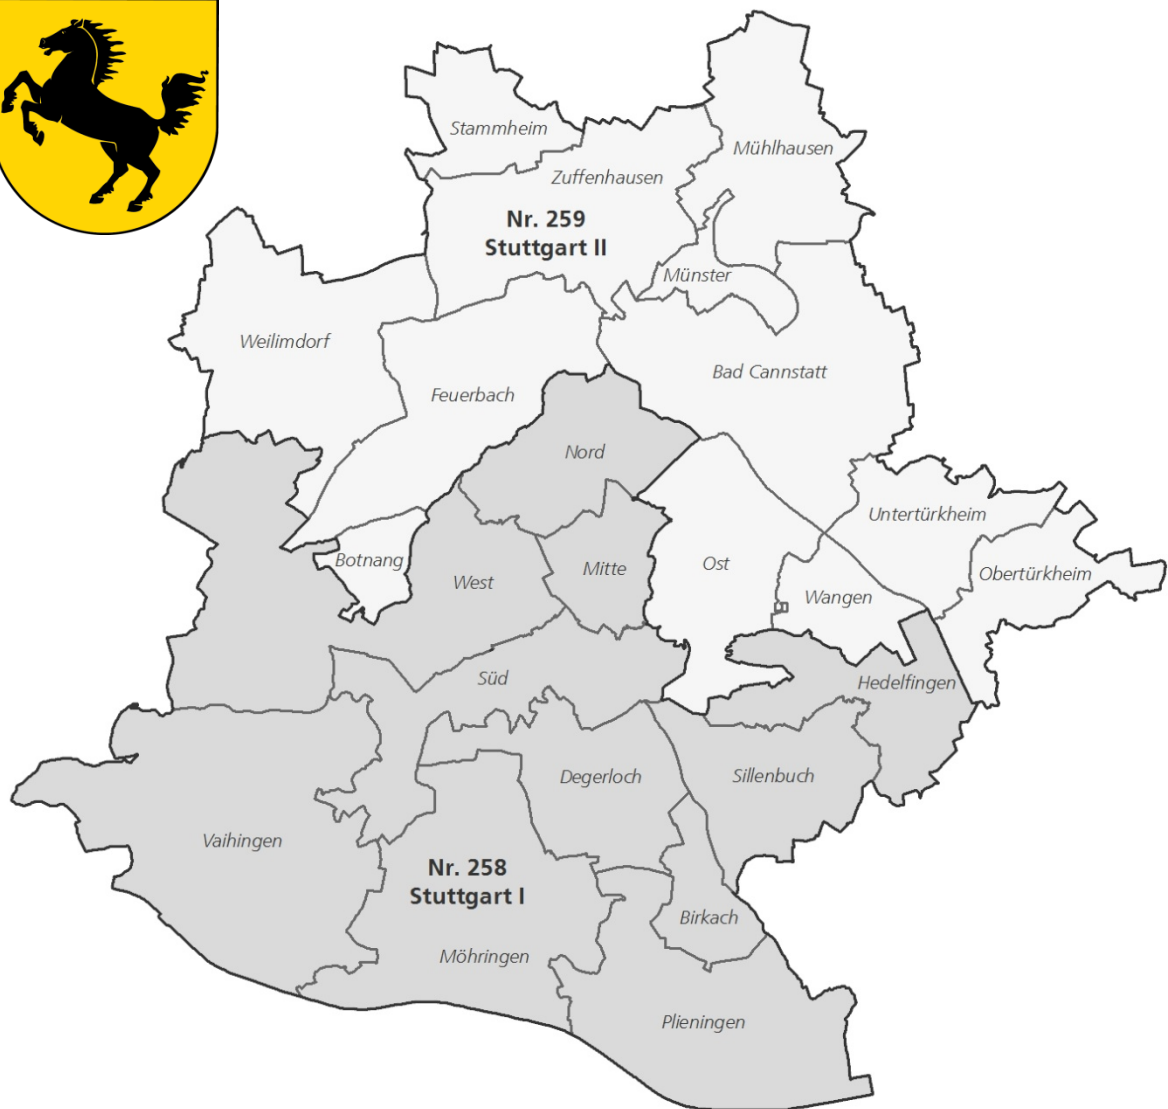 Stammheim
Mühlhausen
Zuffenhausen
Nr. 259
Stuttgart II
Münster
Weilimdorf
Bad Cannstatt
Feuerbach
Nord
Untertürkheim
Botnang
West
Mitte
Ost
Obertürkheim
Wangen
Süd
Hedelfingen
Degerloch
Sillenbuch
Vaihingen
Nr. 258
Stuttgart I
Birkach
Möhringen
Plieningen